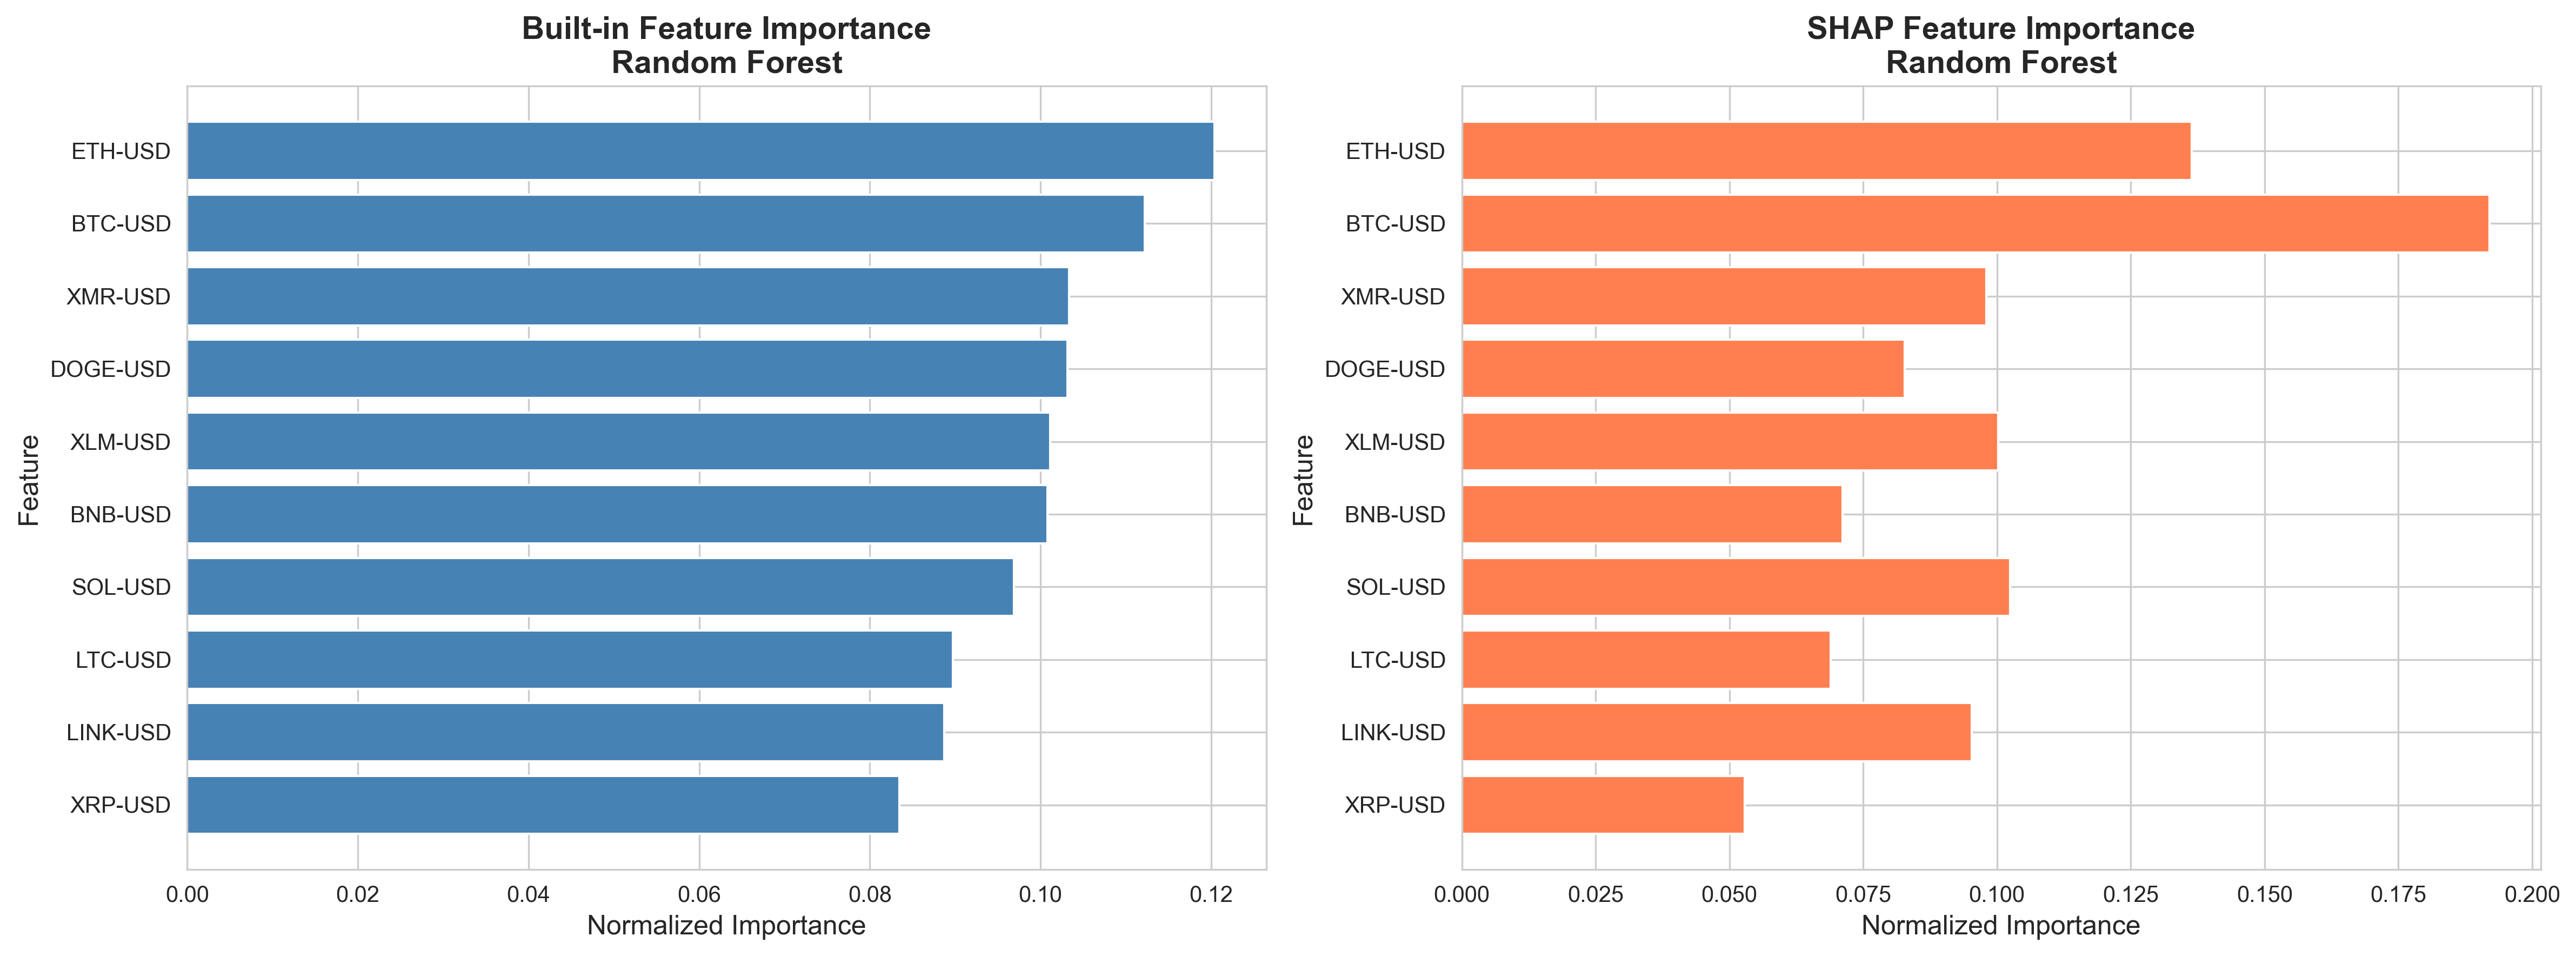 Built-in Feature Importance
Random Forest
Feature
ETH-USD
BTC-USD
XMR-USD
DOGE-USD
XLM-USD
BNB-USD
SOL-USD
LTC-USD
LINK-USD
XRP-USD
0.00 0.02 0.04 0.06 0.08 0.10 0.12
Normalized Importance
SHAP Feature Importance
Random Forest
Feature
ETH-USD
BTC-USD
XMR-USD
DOGE-USD
XLM-USD
BNB-USD
SOL-USD
LTC-USD
LINK-USD
XRP-USD
0.000 0.025 0.050 0.075 0.100 0.125 0.150 0.175 0.200
Normalized Importance